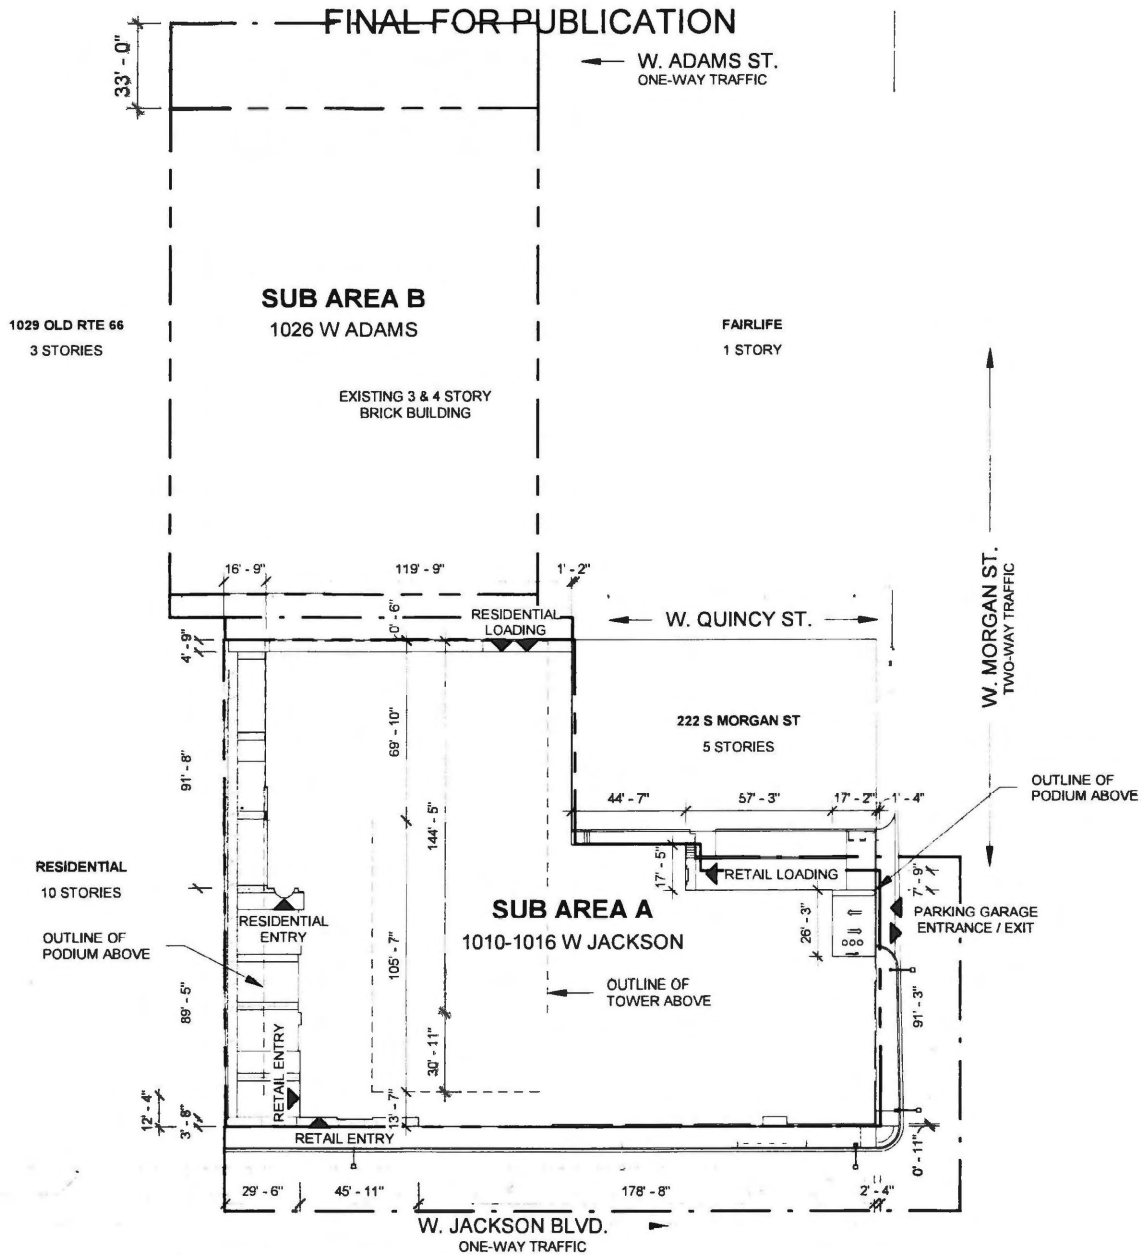 FINAL FOR PUBLICATION
33' - 0"
W. ADAMS ST.
ONE-WAY TRAFFIC
SUB AREA B
1026 W ADAMS
1029 OLD RTE 66
3 STORIES
FAIRLIFE
1 STORY
EXISTING 3 & 4 STORY
BRICK BUILDING
W. MORGAN ST.
TWO-WAY TRAFFIC
16' - 9"
119' - 9"
1' - 2"
0' - 6"
RESIDENTIAL
LOADING
W. QUINCY ST.
4' - 9"
69' - 10"
91' - 8"
144' - 5"
222 S MORGAN ST
5 STORIES
OUTLINE OF
PODIUM ABOVE
44' - 7"
57' - 3"
17' - 2"
1' - 4"
17' - 5"
RETAIL LOADING
7' - 9"
RESIDENTIAL
10 STORIES
RESIDENTIAL
ENTRY
SUB AREA A
1010-1016 W JACKSON
26' - 3"
PARKING GARAGE
ENTRANCE / EXIT
OUTLINE OF
PODIUM ABOVE
105' - 7"
OUTLINE OF
TOWER ABOVE
89' - 5"
91' - 3"
30' - 11"
RETAIL ENTRY
12' - 4"
3' - 8"
13' - 7"
RETAIL ENTRY
0' - 11"
29' - 6"
45' - 11"
178' - 8"
2' - 4"
W. JACKSON BLVD.
ONE-WAY TRAFFIC